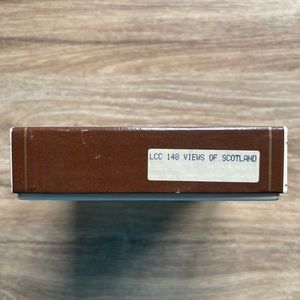 LCC 148 VIEWS OF SCOTLAND